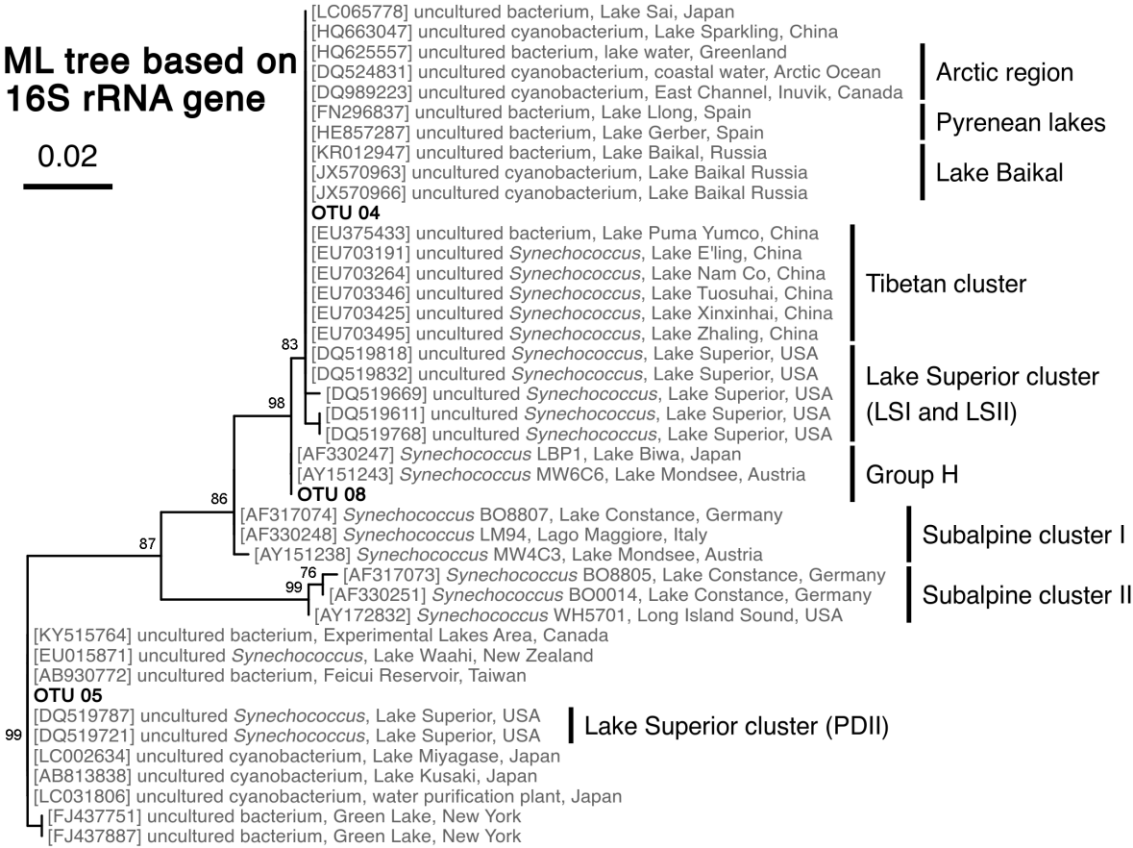 ML tree based on
16S rRNA gene
0.02
[LC065778] uncultured bacterium, Lake Sai, Japan
[HQ663047] uncultured cyanobacterium, Lake Sparkling, China
[HQ625557] uncultured bacterium, lake water, Greenland
[DQ524831] uncultured cyanobacterium, coastal water, Arctic Ocean
[DQ989223] uncultured cyanobacterium, East Channel, Inuvik, Canada
Arctic region
[FN296837] uncultured bacterium, Lake Llong, Spain
[HE857287] uncultured bacterium, Lake Gerber, Spain
Pyrenean lakes
[KR012947] uncultured bacterium, Lake Baikal, Russia
[JX570963] uncultured cyanobacterium, Lake Baikal Russia
[JX570966] uncultured cyanobacterium, Lake Baikal Russia
Lake Baikal
OTU 04
[EU375433] uncultured bacterium, Lake Puma Yumco, China
[EU703191] uncultured Synechococcus, Lake E'ling, China
[EU703264] uncultured Synechococcus, Lake Nam Co, China
[EU703346] uncultured Synechococcus, Lake Tuosuhai, China
[EU703425] uncultured Synechococcus, Lake Xinxinhai, China
[EU703495] uncultured Synechococcus, Lake Zhaling, China
Tibetan cluster
83
[DQ519818] uncultured Synechococcus, Lake Superior, USA
[DQ519832] uncultured Synechococcus, Lake Superior, USA
[DQ519669] uncultured Synechococcus, Lake Superior, USA
[DQ519611] uncultured Synechococcus, Lake Superior, USA
[DQ519768] uncultured Synechococcus, Lake Superior, USA
Lake Superior cluster
(LSI and LSII)
98
[AF330247] Synechococcus LBP1, Lake Biwa, Japan
[AY151243] Synechococcus MW6C6, Lake Mondsee, Austria
OTU 08
Group H
86
[AF317074] Synechococcus BO8807, Lake Constance, Germany
[AF330248] Synechococcus LM94, Lago Maggiore, Italy
[AY151238] Synechococcus MW4C3, Lake Mondsee, Austria
Subalpine cluster I
87
76
99
[AF317073] Synechococcus BO8805, Lake Constance, Germany
[AF330251] Synechococcus BO0014, Lake Constance, Germany
[AY172832] Synechococcus WH5701, Long Island Sound, USA
Subalpine cluster II
[KY515764] uncultured bacterium, Experimental Lakes Area, Canada
[EU015871] uncultured Synechococcus, Lake Waahi, New Zealand
[AB930772] uncultured bacterium, Feicui Reservoir, Taiwan
OTU 05
[DQ519787] uncultured Synechococcus, Lake Superior, USA
[DQ519721] uncultured Synechococcus, Lake Superior, USA
Lake Superior cluster (PDII)
99
[LC002634] uncultured cyanobacterium, Lake Miyagase, Japan
[AB813838] uncultured cyanobacterium, Lake Kusaki, Japan
[LC031806] uncultured cyanobacterium, water purification plant, Japan
[FJ437751] uncultured bacterium, Green Lake, New York
[FJ437887] uncultured bacterium, Green Lake, New York